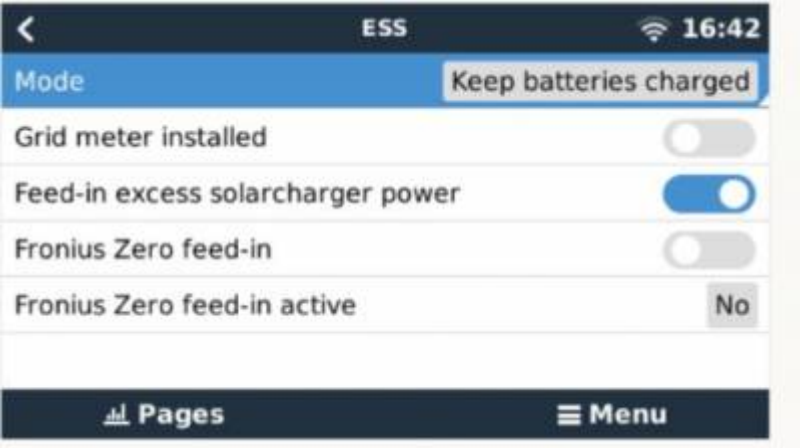 ESS 16:42
Mode Keep batteries charged
Grid meter installed
Feed-in excess solarcharger power
Fronius Zero feed-in
Fronius Zero feed-in active No
Pages Menu